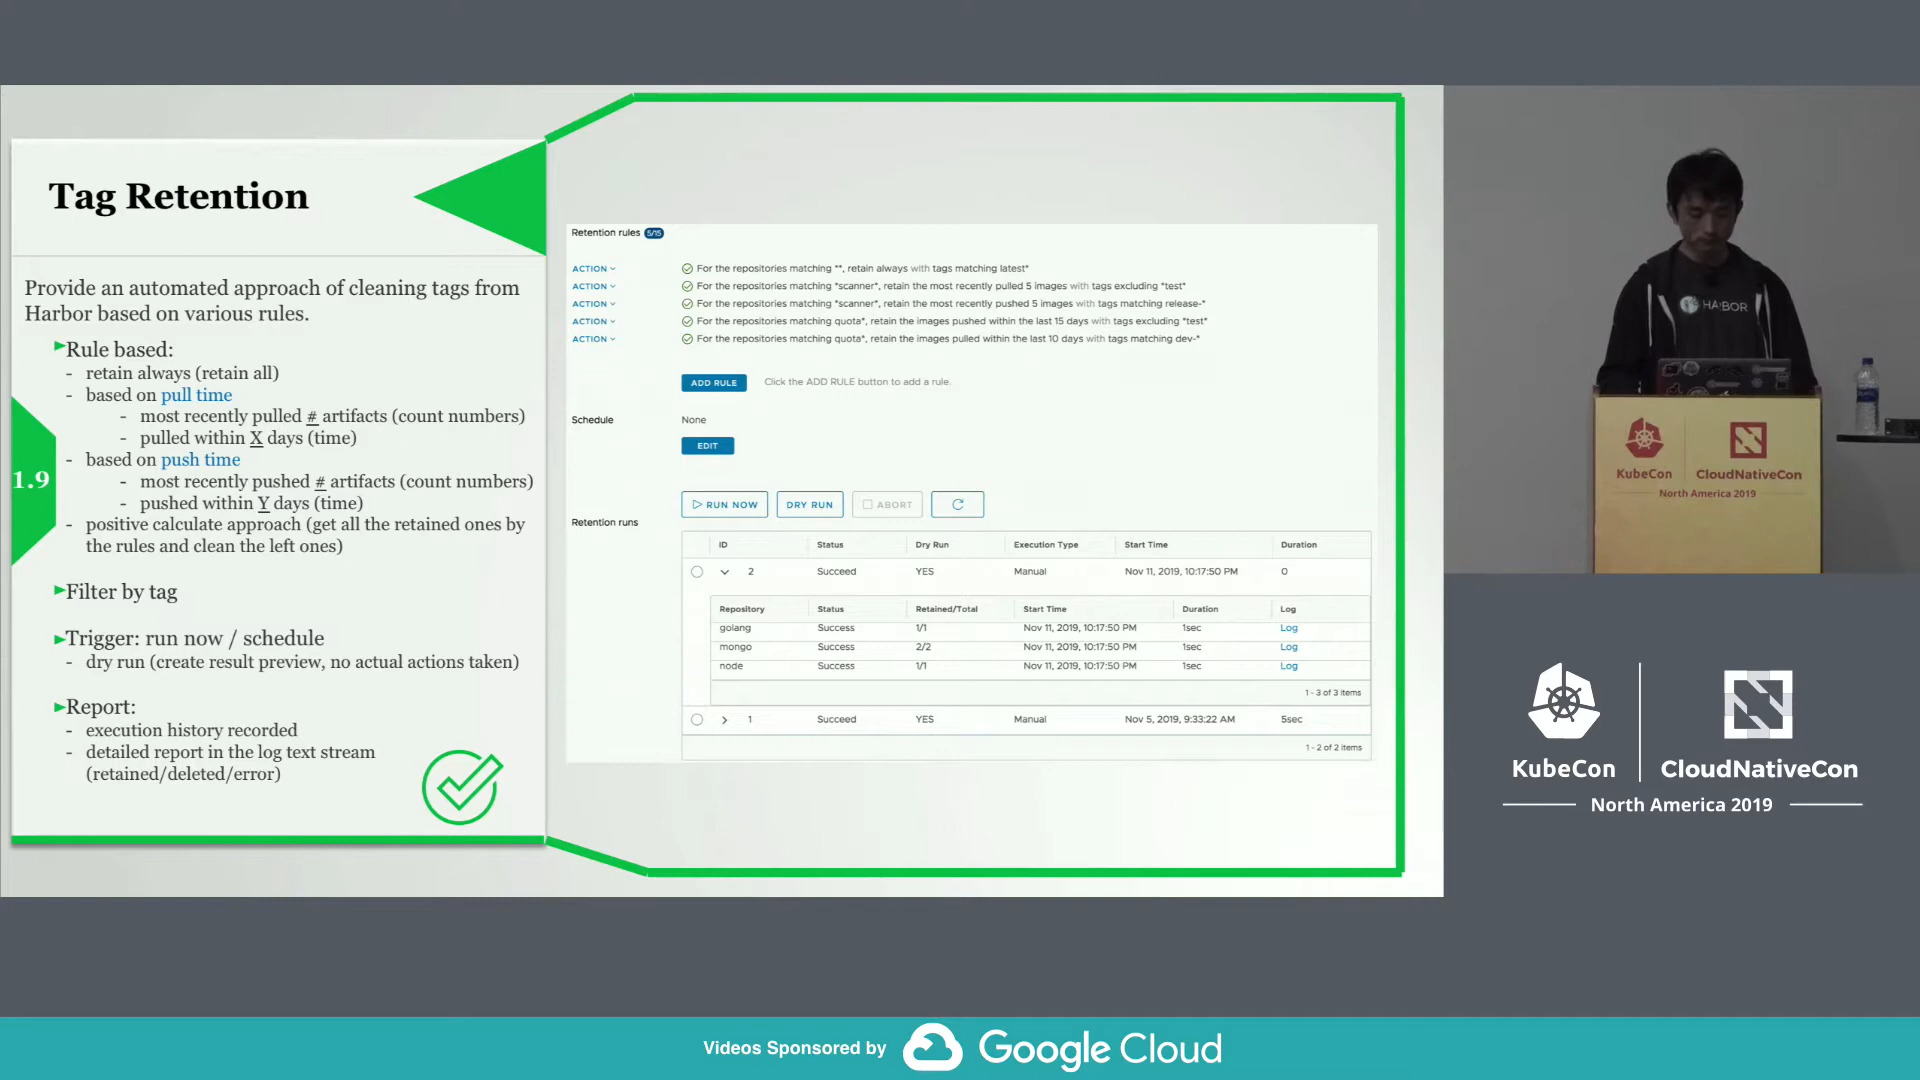 Tag Retention
Provide an automated approach of cleaning tags from
Harbor based on various rules.
Rule based:
- retain always (retain all)
- based on pull time
- most recently pulled # artifacts (count numbers)
- pulled within X days (time)
- based on push time
- most recently pushed # artifacts (count numbers)
- pushed within Y days (time)
- positive calculate approach (get all the retained ones by
the rules and clean the left ones)
1.9
Filter by tag
Trigger: run now / schedule
- dry run (create result preview, no actual actions taken)
Report:
- execution history recorded
- detailed report in the log text stream
(retained/deleted/error)
Retention rules 5/15
ACTION For the repositories matching **, retain always with tags matching latest*
ACTION For the repositories matching *scanner*, retain the most recently pulled 5 images with tags excluding *test*
ACTION For the repositories matching *scanner*, retain the most recently pushed 5 images with tags matching release-*
ACTION For the repositories matching quota*, retain the images pushed within the last 15 days with tags excluding *test*
ACTION For the repositories matching quota*, retain the images pulled within the last 10 days with tags matching dev-*
ADD RULE Click the ADD RULE button to add a rule.
Schedule None
EDIT
RUN NOW DRY RUN ABORT
Retention runs
ID Status Dry Run Execution Type Start Time Duration
2 Succeed YES Manual Nov 11, 2019, 10:17:50 PM 0
Repository Status Retained/Total Start Time Duration Log
golang Success 1/1 Nov 11, 2019, 10:17:50 PM 1sec Log
mongo Success 2/2 Nov 11, 2019, 10:17:50 PM 1sec Log
node Success 1/1 Nov 11, 2019, 10:17:50 PM 1sec Log
1 - 3 of 3 items
1 Succeed YES Manual Nov 5, 2019, 9:33:22 AM 5sec
1 - 2 of 2 items
HARBOR
KubeCon CloudNativeCon
North America 2019
KubeCon CloudNativeCon
North America 2019
Videos Sponsored by Google Cloud